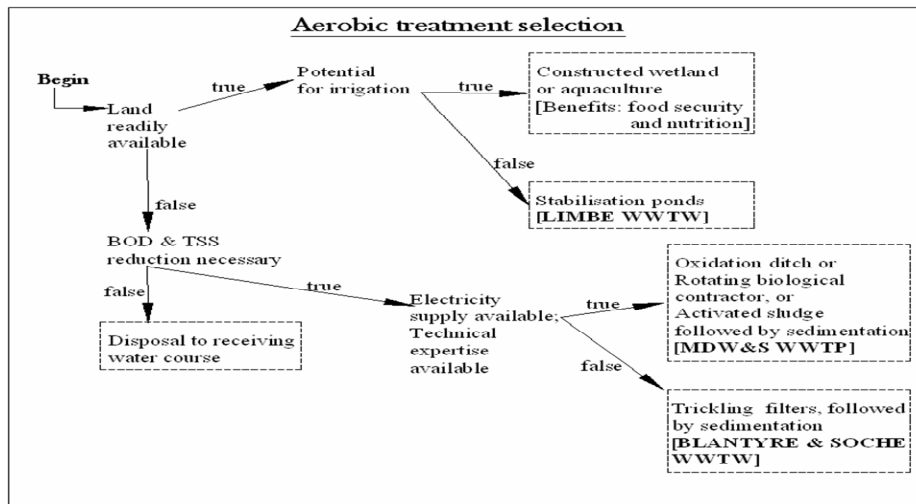 Aerobic treatment selection
Begin
Land
readily
available
true
Potential
for irrigation
true
Constructed wetland
or aquaculture
[Benefits: food security
and nutrition]
false
Stabilisation ponds
[LIMBE WWTW]
false
BOD & TSS
reduction necessary
false
Disposal to receiving
water course
true
Electricity
supply available;
Technical
expertise
available
true
Oxidation ditch or
Rotating biological
contractor, or
Activated sludge
followed by sedimentation
[MDW&S WWTP]
false
Trickling filters, followed
by sedimentation
[BLANTYRE & SOCHE
WWTW]